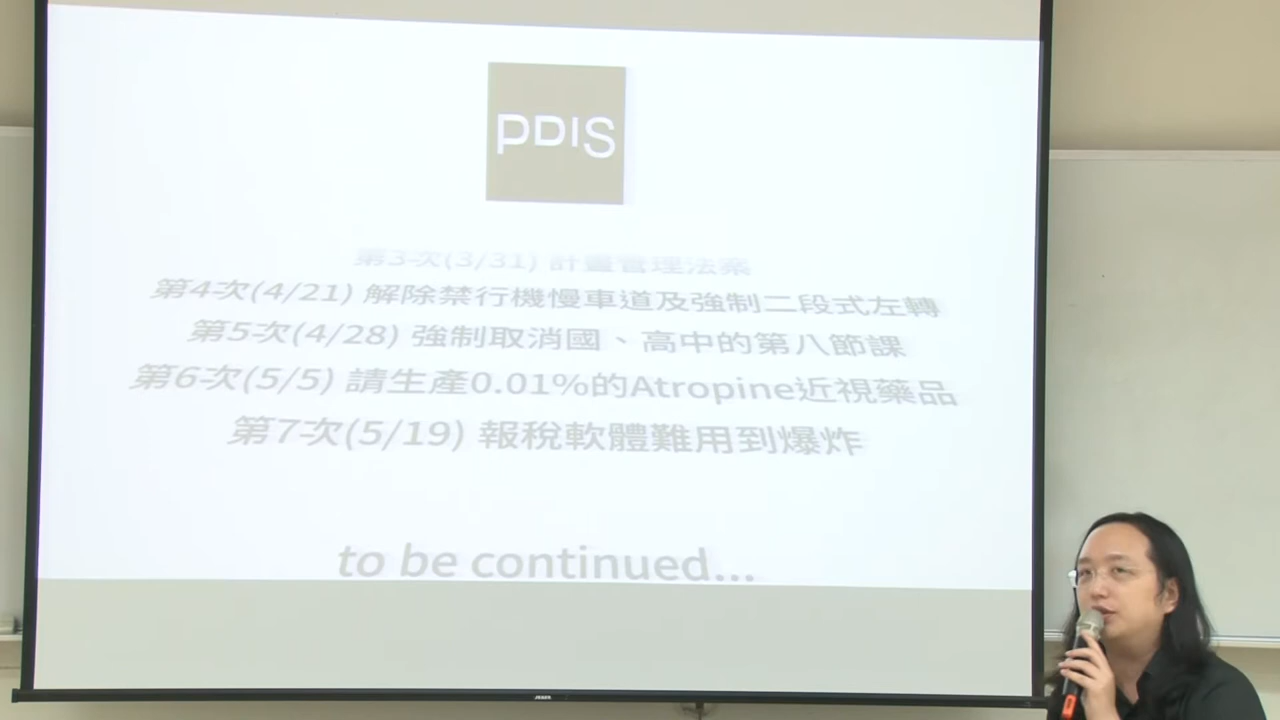 PDIS
第3次(3/31) 計畫管理法案
第4次(4/21) 解除禁行機慢車道及強制二段式左轉
第5次(4/28) 強制取消國、高中的第八節課
第6次(5/5) 請生產0.01%的Atropine近視藥品
第7次(5/19) 報稅軟體難用到爆炸
to be continued...